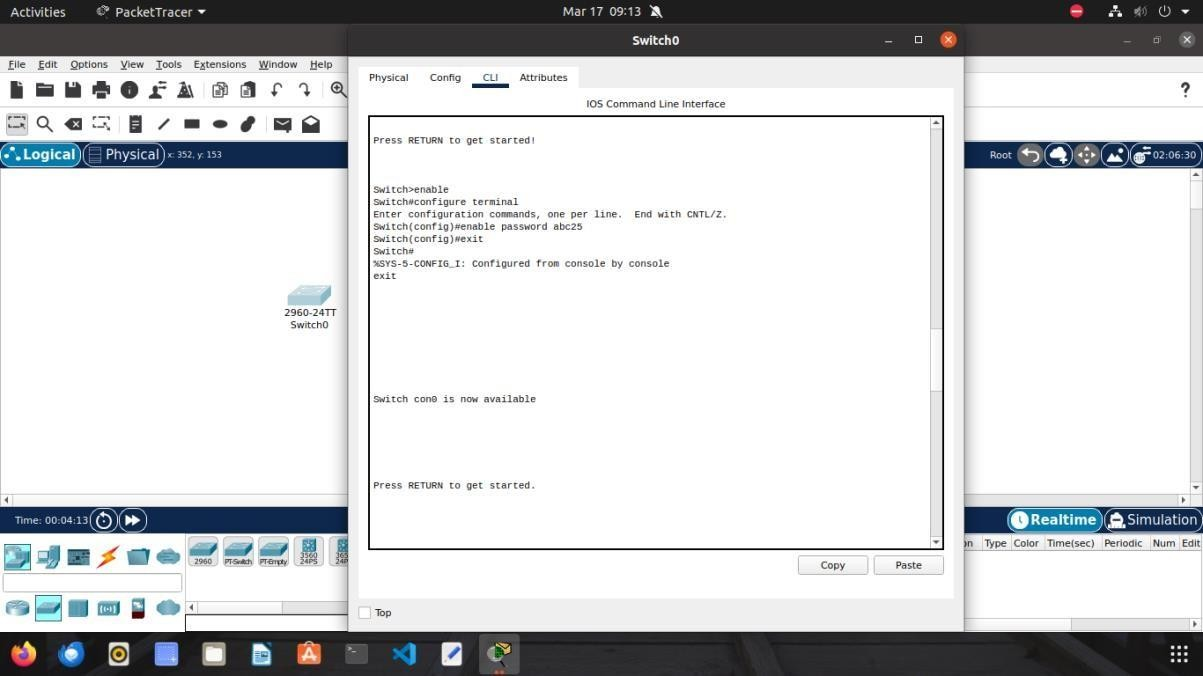 Activities PacketTracer Mar 17 09:13
Switch0
File Edit Options View Tools Extensions Window Help
Physical Config CLI Attributes
?
IOS Command Line Interface
Logical Physical x: 352, y: 153
Root 02:06:30
Press RETURN to get started!
Switch>enable
Switch#configure terminal
Enter configuration commands, one per line. End with CNTL/Z.
Switch(config)#enable password abc25
Switch(config)#exit
Switch#
%SYS-5-CONFIG_I: Configured from console by console
exit
2960-24TT
Switch0
Switch con0 is now available
Press RETURN to get started.
Time: 00:04:13
Realtime Simulation
2960 PT-Switch PT-Empty 3560 24PS
Type Color Time(sec) Periodic Num Edit
Copy Paste
Top